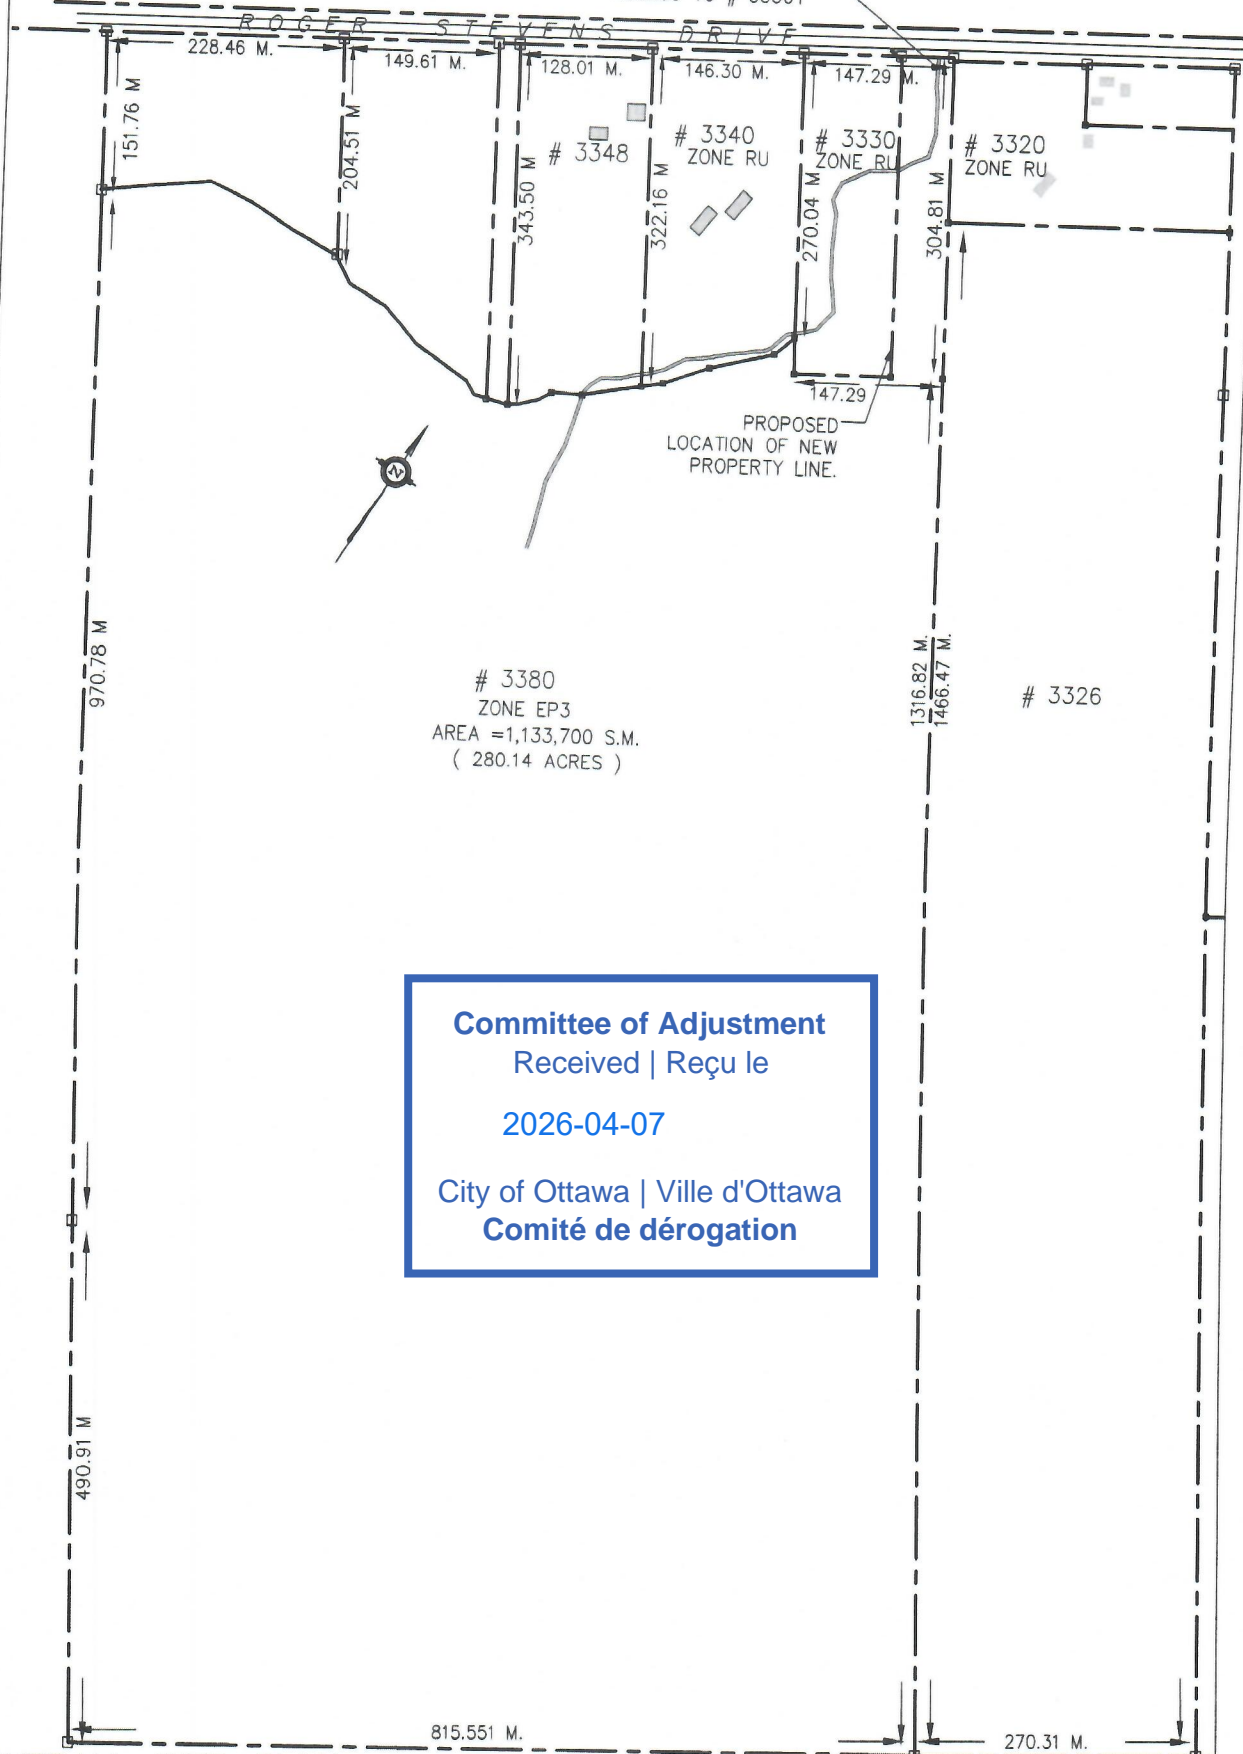 ROGER STEVENS DRIVE
228.46 M.
149.61 M.
128.01 M.
146.30 M.
147.29 M.
151.76 M
204.51 M
343.50 M
322.16 M
270.04 M
304.81 M
# 3348
# 3340
ZONE RU
# 3330
ZONE RU
# 3320
ZONE RU
147.29
PROPOSED
LOCATION OF NEW
PROPERTY LINE.
N
970.78 M
# 3380
ZONE EP3
AREA =1,133,700 S.M.
( 280.14 ACRES )
1316.82 M.
1466.47 M.
# 3326
Committee of Adjustment
Received | Reçu le
2026-04-07
City of Ottawa | Ville d'Ottawa
Comité de dérogation
490.91 M
815.551 M.
270.31 M.